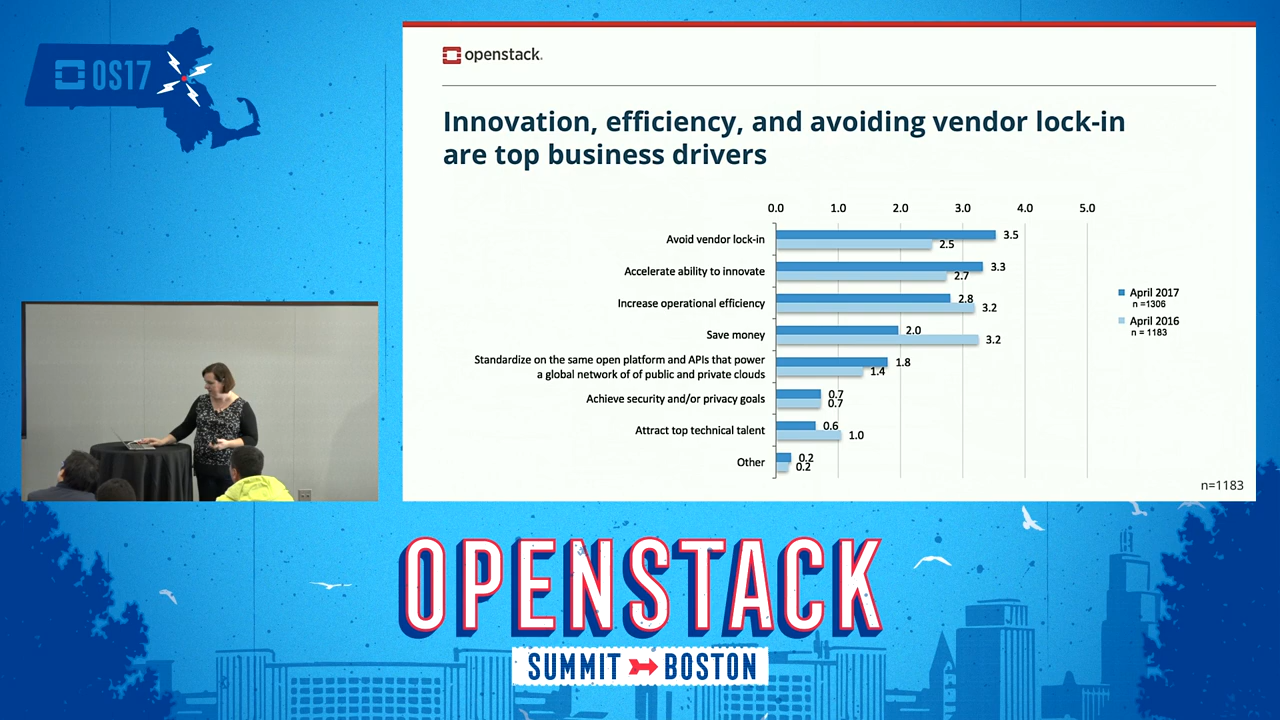 OS17
openstack.
Innovation, efficiency, and avoiding vendor lock-in
are top business drivers
0.0 1.0 2.0 3.0 4.0 5.0
Avoid vendor lock-in 3.5
2.5
Accelerate ability to innovate 3.3
2.7
Increase operational efficiency 2.8
3.2
Save money 2.0
3.2
Standardize on the same open platform and APIs that power
a global network of of public and private clouds 1.8
1.4
Achieve security and/or privacy goals 0.7
0.7
Attract top technical talent 0.6
1.0
Other 0.2
0.2
April 2017
n =1306
April 2016
n = 1183
n=1183
OPENSTACK
SUMMIT BOSTON